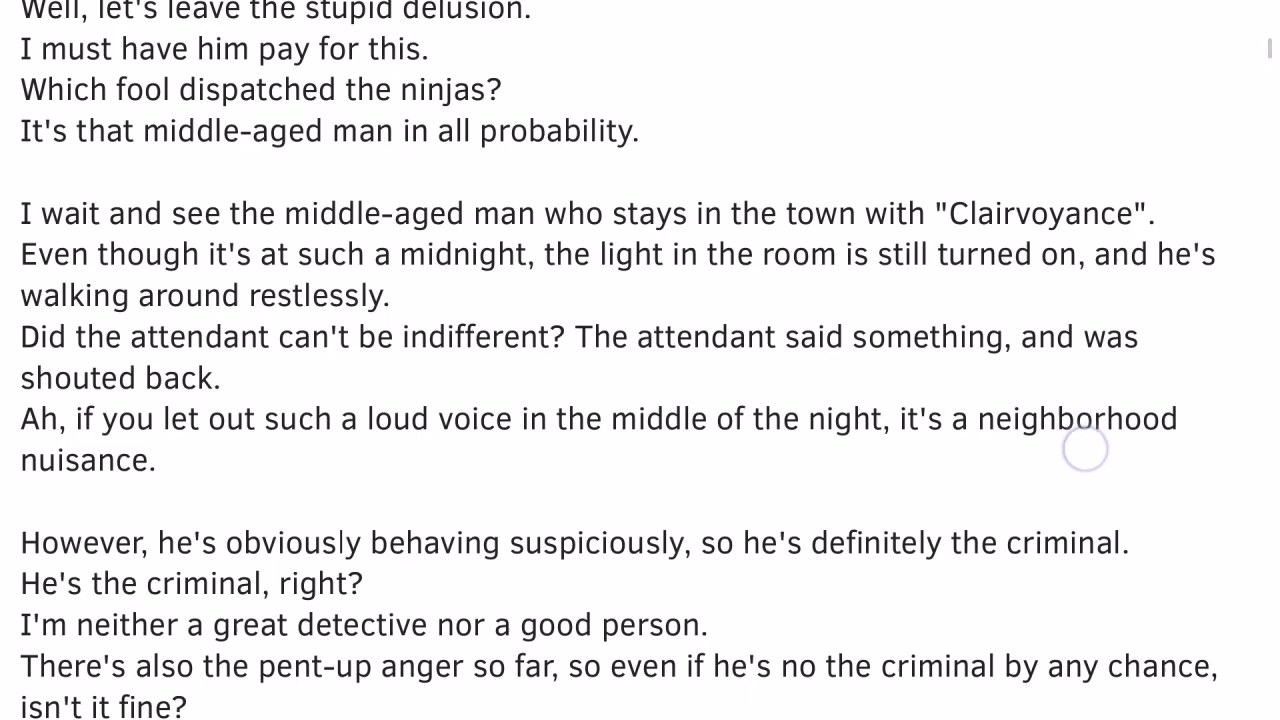 Well, let's leave the stupid delusion.
I must have him pay for this.
Which fool dispatched the ninjas?
It's that middle-aged man in all probability.
I wait and see the middle-aged man who stays in the town with "Clairvoyance".
Even though it's at such a midnight, the light in the room is still turned on, and he's
walking around restlessly.
Did the attendant can't be indifferent? The attendant said something, and was
shouted back.
Ah, if you let out such a loud voice in the middle of the night, it's a neighborhood
nuisance.
However, he's obviously behaving suspiciously, so he's definitely the criminal.
He's the criminal, right?
I'm neither a great detective nor a good person.
There's also the pent-up anger so far, so even if he's no the criminal by any chance,
isn't it fine?